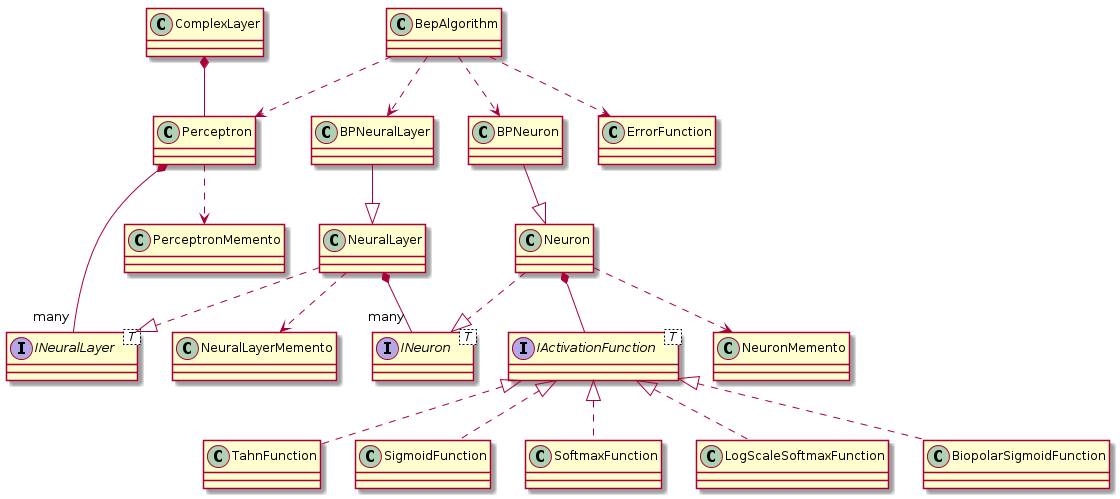 C ComplexLayer
C BepAlgorithm
C Perceptron
C BPNeuralLayer
C BPNeuron
C ErrorFunction
C PerceptronMemento
C NeuralLayer
C Neuron
many
many
I INeuralLayer T
C NeuralLayerMemento
I INeuron T
I IActivationFunction T
C NeuronMemento
C TahnFunction
C SigmoidFunction
C SoftmaxFunction
C LogScaleSoftmaxFunction
C BiopolarSigmoidFunction